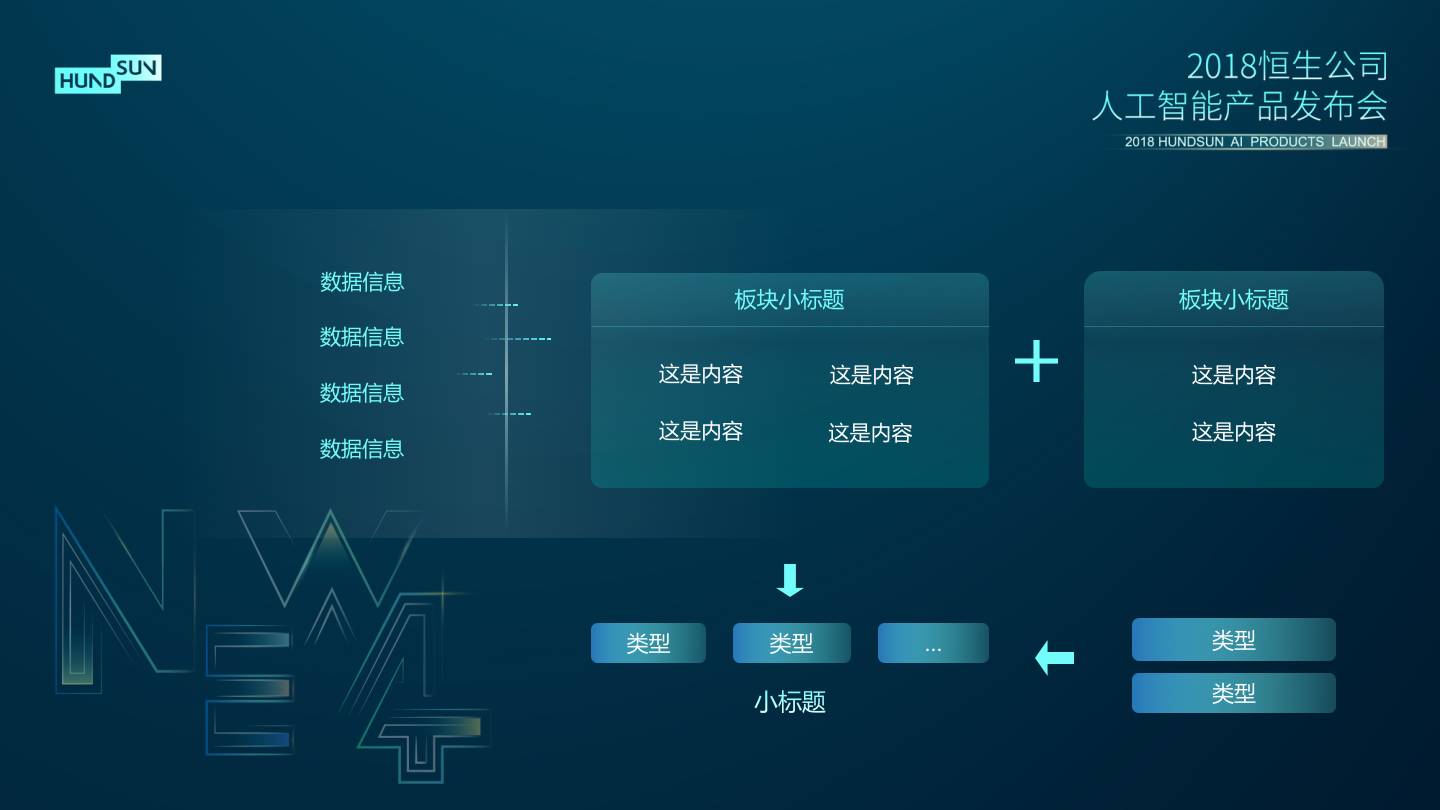 HUNDSUN
2018恒生公司
人工智能产品发布会
2018 HUNDSUN AI PRODUCTS LAUNCH
数据信息
数据信息
数据信息
数据信息
板块小标题
这是内容 这是内容
这是内容 这是内容
+
板块小标题
这是内容
这是内容
类型 类型 ...
小标题
类型
类型
NEW